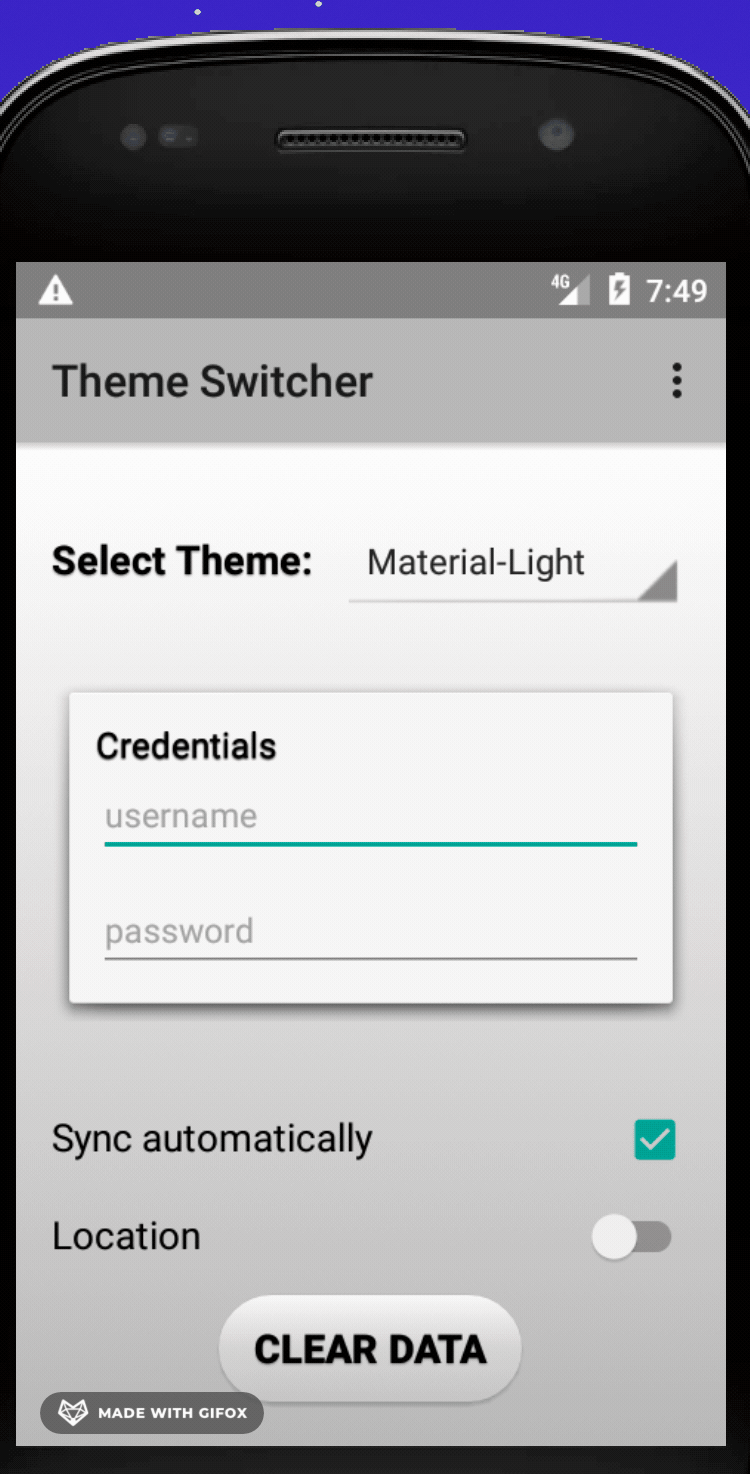 4G 7:49
Theme Switcher
Select Theme: Material-Light
Credentials
username
password
Sync automatically
Location
CLEAR DATA
MADE WITH GIFOX